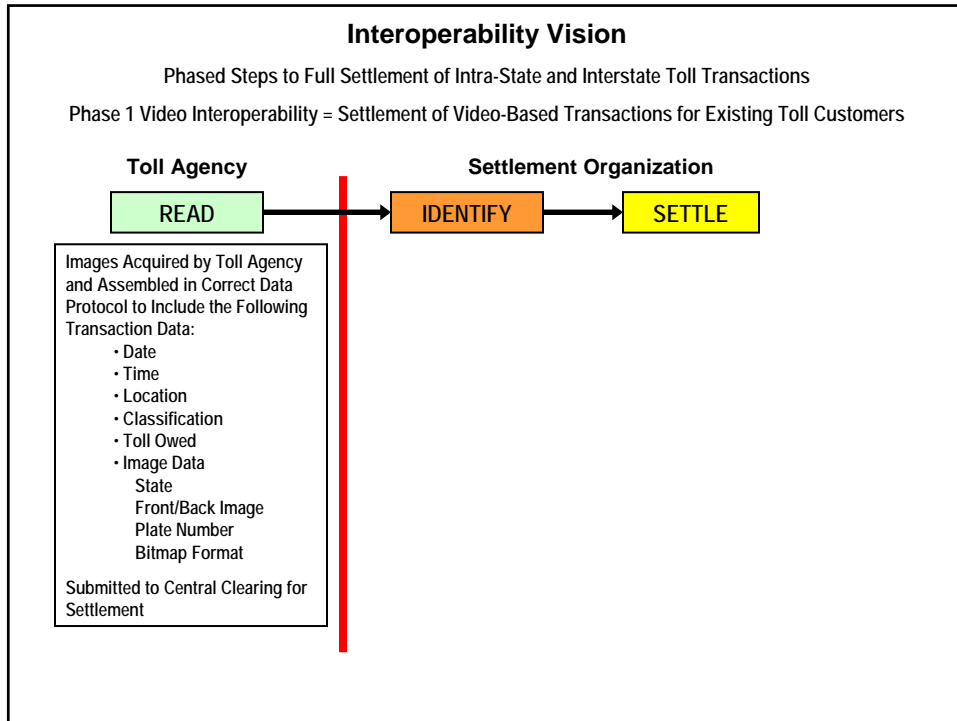 Interoperability Vision
Phased Steps to Full Settlement of Intra-State and Interstate Toll Transactions
Phase 1 Video Interoperability = Settlement of Video-Based Transactions for Existing Toll Customers
Toll Agency
Settlement Organization
READ
IDENTIFY
SETTLE
Images Acquired by Toll Agency
and Assembled in Correct Data
Protocol to Include the Following
Transaction Data:
• Date
• Time
• Location
• Classification
• Toll Owed
• Image Data
State
Front/Back Image
Plate Number
Bitmap Format
Submitted to Central Clearing for
Settlement